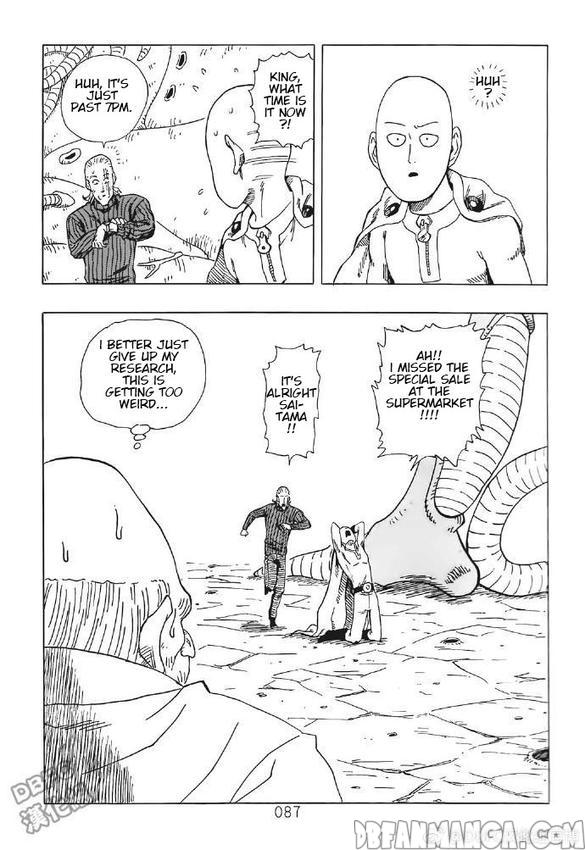 HUH
?
KING,
WHAT
TIME IS
IT NOW
?!
HUH, IT'S
JUST
PAST 7PM.
AH!!
I MISSED THE
SPECIAL SALE
AT THE
SUPERMARKET
!!!!
IT'S
ALRIGHT
SAI-
TAMA
!!
I BETTER JUST
GIVE UP MY
RESEARCH,
THIS IS
GETTING TOO
WEIRD...
087
DBFANMANGA.COM